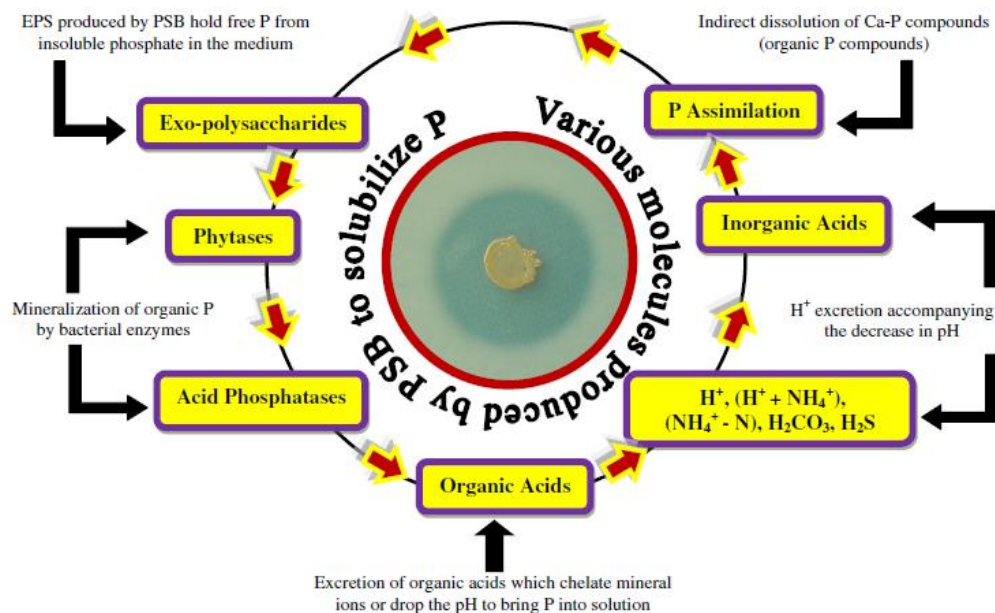 EPS produced by PSB hold free P from
insoluble phosphate in the medium
Indirect dissolution of Ca-P compounds
(organic P compounds)
Exo-polysaccharides
P Assimilation
Various molecules produced by PSB to solubilize P
Phytases
Inorganic Acids
Mineralization of organic P
by bacterial enzymes
H⁺ excretion accompanying
the decrease in pH
Acid Phosphatases
H⁺, (H⁺ + NH₄⁺),
(NH₄⁺ - N), H₂CO₃, H₂S
Organic Acids
Excretion of organic acids which chelate mineral
ions or drop the pH to bring P into solution